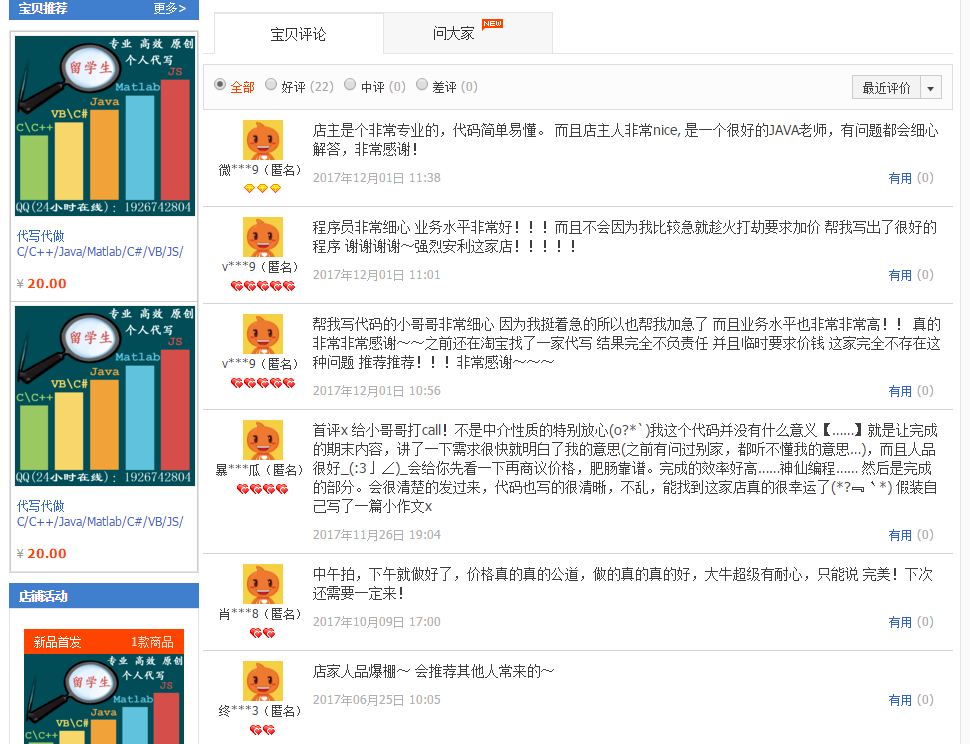 宝贝推荐 更多>
专业 高效 原创
个人代写
留学生
JS
Matlab
Java
VB\C#
C\C++
QQ(24小时在线): 1926742804
代写代做
C/C++/Java/Matlab/C#/VB/JS/
¥ 20.00
专业 高效 原创
个人代写
留学生
JS
Matlab
Java
VB\C#
C\C++
QQ(24小时在线): 1926742804
代写代做
C/C++/Java/Matlab/C#/VB/JS/
¥ 20.00
店铺活动
新品首发 1款商品
专业 高效 原创
个人代写
留学生
JS
Matlab
Java
VB\C#
C\C++
宝贝评论 问大家 NEW
全部 好评 (22) 中评 (0) 差评 (0) 最近评价
店主是个非常专业的，代码简单易懂。 而且店主人非常nice, 是一个很好的JAVA老师，有问题都会细心
解答，非常感谢！
微***9（匿名）
2017年12月01日 11:38 有用 (0)
程序员非常细心 业务水平非常好！！！ 而且不会因为我比较急就趁火打劫要求加价 帮我写出了很好的
程序 谢谢谢谢～强烈安利这家店！！！！！
v***9（匿名）
2017年12月01日 11:01 有用 (0)
帮我写代码的小哥哥非常细心 因为我挺着急的所以也帮我加急了 而且业务水平也非常非常高！！ 真的
非常非常感谢～～之前还在淘宝找了一家代写 结果完全不负责任 并且临时要求价钱 这家完全不存在这
种问题 推荐推荐！！！非常感谢～～～
v***9（匿名）
2017年12月01日 10:56 有用 (0)
首评x 给小哥哥打call！不是中介性质的特别放心(o?*`)我这个代码并没有什么意义【……】就是让完成
的期末内容，讲了一下需求很快就明白了我的意思(之前有问过别家，都听不懂我的意思…)，而且人品
很好_(:3」∠)_会给你先看一下再商议价格，肥肠靠谱。完成的效率好高……神仙编程…… 然后是完成
的部分。会很清楚的发过来，代码也写的很清晰，不乱，能找到这家店真的很幸运了(*?﹃｀*) 假装自
己写了一篇小作文x
暴***瓜（匿名）
2017年11月26日 19:04 有用 (0)
中午拍，下午就做好了，价格真的真的公道，做的真的真的好，大牛超级有耐心，只能说 完美！下次
还需要一定来！
肖***8（匿名）
2017年10月09日 17:00 有用 (0)
店家人品爆棚～ 会推荐其他人常来的～
终***3（匿名）
2017年06月25日 10:05 有用 (0)